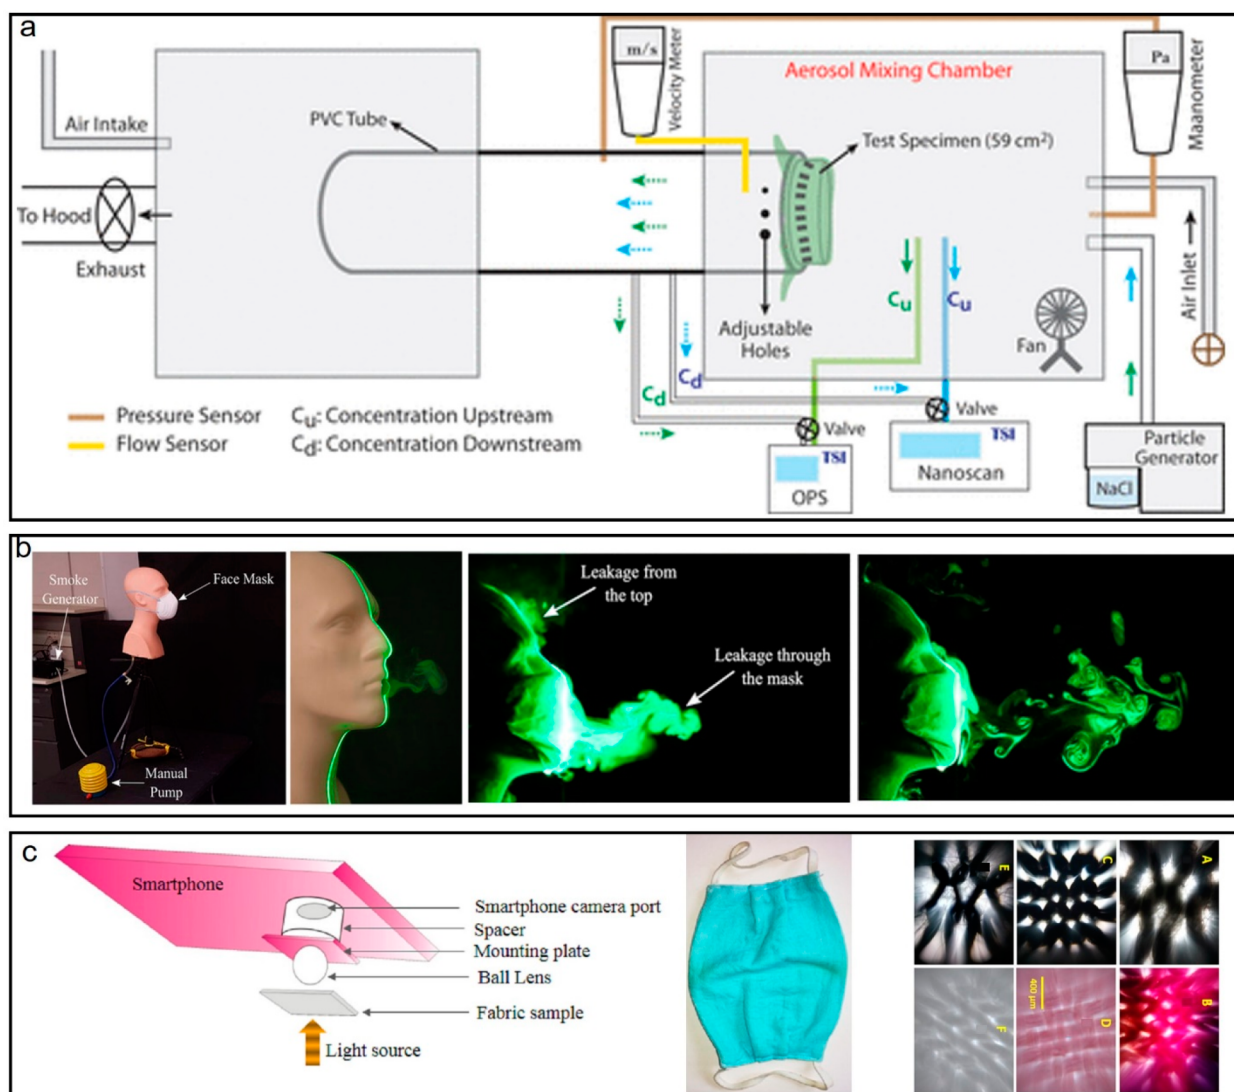 a
m/s
Velocity Meter
Aerosol Mixing Chamber
Pa
Maanometer
Air Intake
PVC Tube
Test Specimen (59 cm²)
To Hood
Exhaust
Adjustable
Holes
Cᵤ
Cᵤ
Air Inlet
Fan
C_d
C_d
Pressure Sensor
Cᵤ: Concentration Upstream
Flow Sensor
C_d: Concentration Downstream
Valve
Valve
TSI
OPS
TSI
Nanoscan
Particle
Generator
NaCl
b
Smoke
Generator
Face Mask
Manual
Pump
Leakage from
the top
Leakage through
the mask
c
Smartphone
Smartphone camera port
Spacer
Mounting plate
Ball Lens
Fabric sample
Light source
E
C
A
F
400 µm
D
B